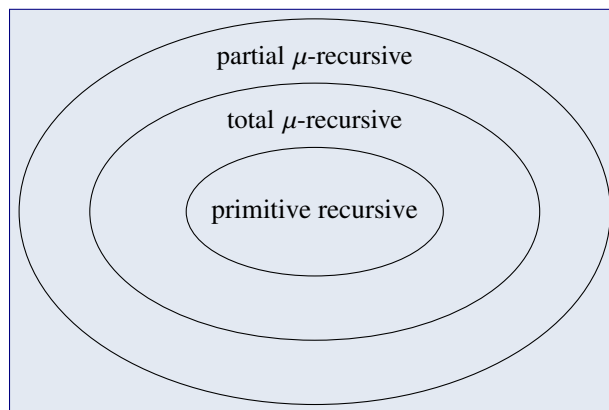 partial μ-recursive
total μ-recursive
primitive recursive